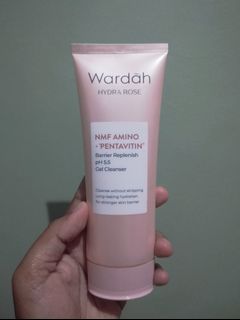 Wardah
HYDRA ROSE
NMF AMINO
+ 'PENTAVITIN'
Barrier Replenish
pH 5.5
Gel Cleanser
Cleanse without stripping
Long-lasting hydration
for stronger skin barrier